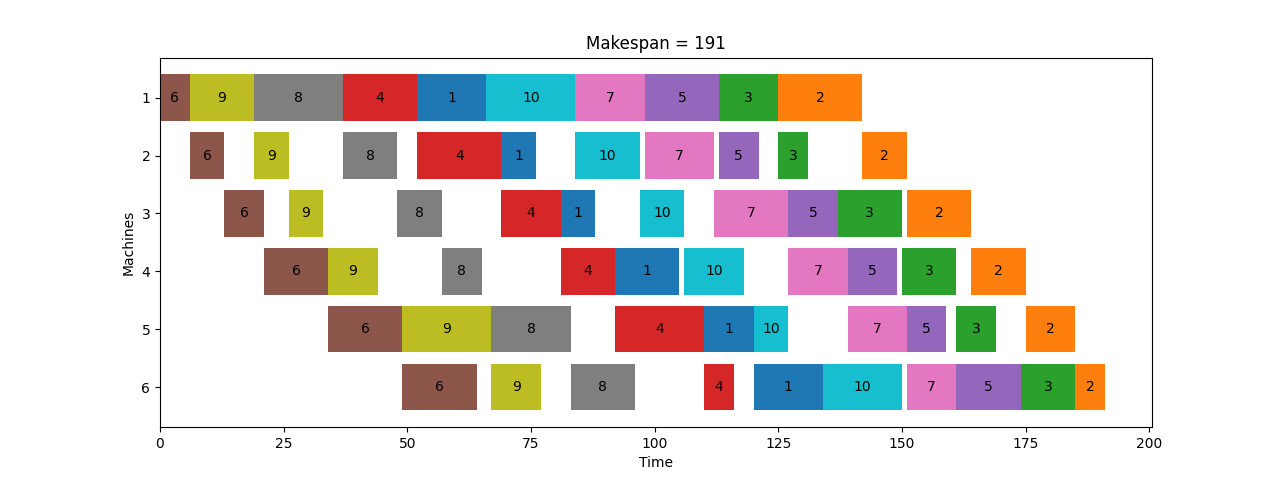 Makespan = 191
Machines
1 6 9 8 4 1 10 7 5 3 2
2 6 9 8 4 1 10 7 5 3 2
3 6 9 8 4 1 10 7 5 3 2
4 6 9 8 4 1 10 7 5 3 2
5 6 9 8 4 1 10 7 5 3 2
6 6 9 8 4 1 10 7 5 3 2
0 25 50 75 100 125 150 175 200
Time